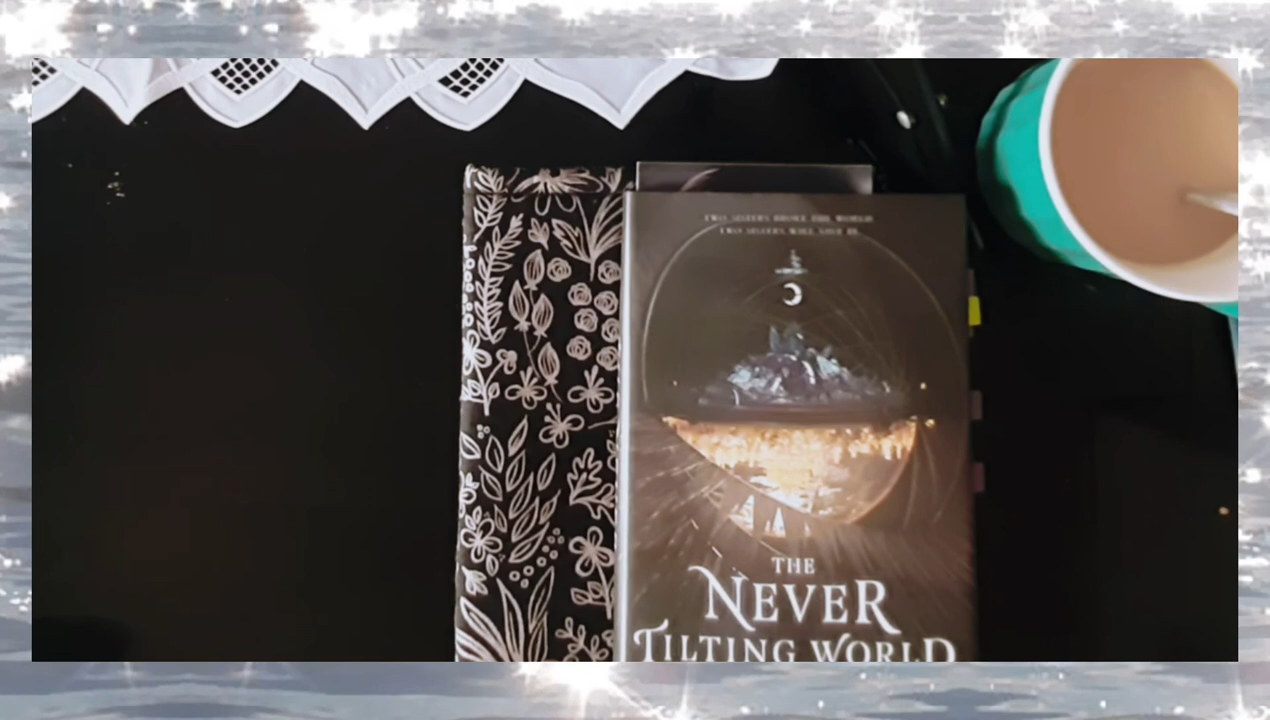 TWO SISTERS BROKE THE WORLD
TWO SISTERS WILL SAVE IT
THE
NEVER
TILTING WORLD